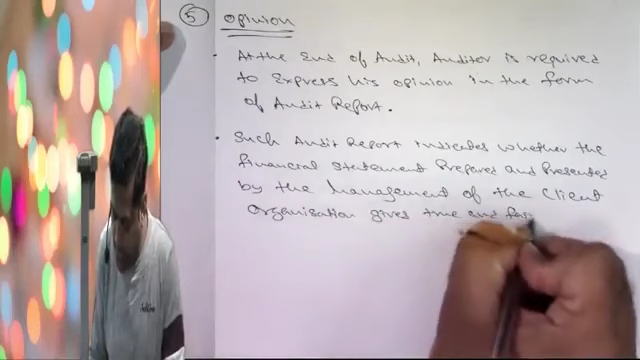 5 Opinion
• At the End of Audit, Auditor is required
to Express his opinion in the form
of Audit Report.
• Such Audit Report indicates whether the
financial statement Prepared and Presented
by the Management of the Client
Organisation gives true and fai